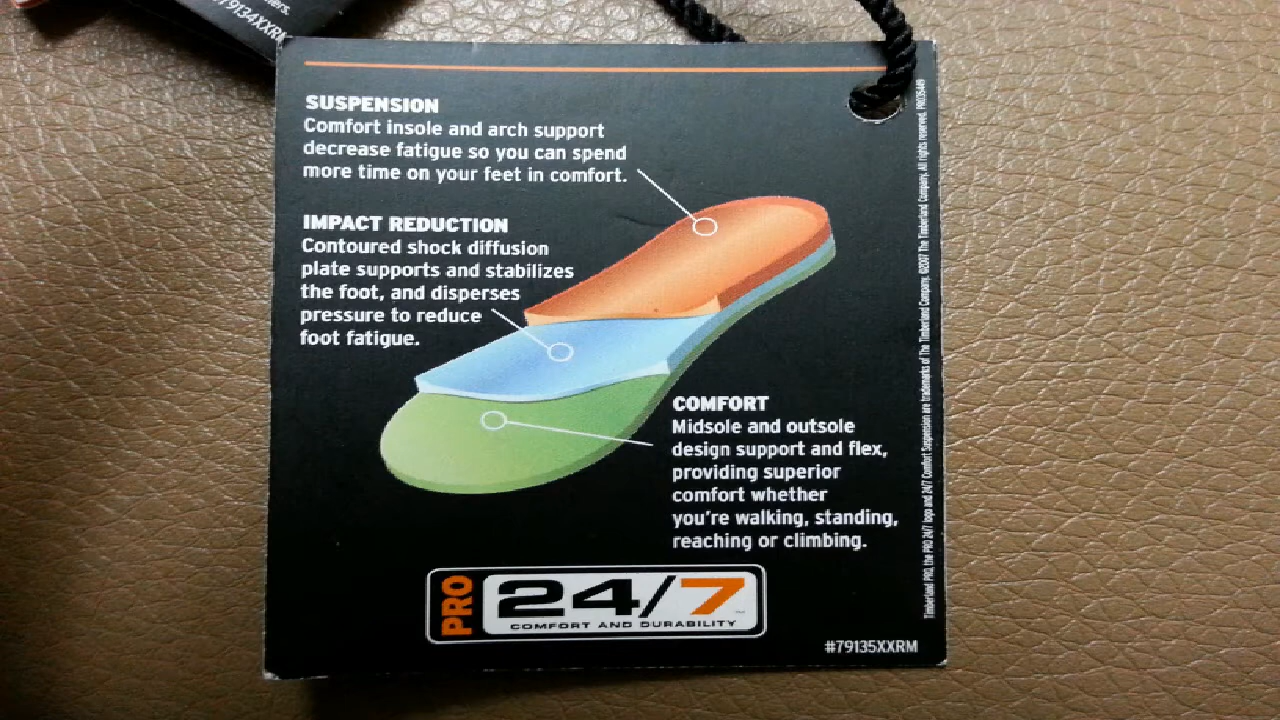 ers.
79134XXRM
SUSPENSION
Comfort insole and arch support
decrease fatigue so you can spend
more time on your feet in comfort.
IMPACT REDUCTION
Contoured shock diffusion
plate supports and stabilizes
the foot, and disperses
pressure to reduce
foot fatigue.
COMFORT
Midsole and outsole
design support and flex,
providing superior
comfort whether
you're walking, standing,
reaching or climbing.
PRO
24/7
COMFORT AND DURABILITY
#79135XXRM
Timberland PRO, the PRO 24/7 logo and 24/7 Comfort Suspension are trademarks of The Timberland Company. ©2007 The Timberland Company. All rights reserved.